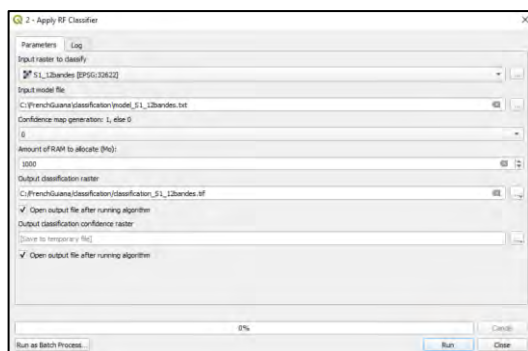 2 - Apply RF Classifier
Parameters Log
Input raster to classify
S1_12bandes [EPSG:32622]
Input model file
C:\FrenchGuiana\classification\model_S1_12bandes.txt
Confidence map generation: 1, else 0
0
Amount of RAM to allocate (Mo):
1000
Output classification raster
C:/FrenchGuiana/classification/classification_S1_12bandes.tif
Open output file after running algorithm
Output classification confidence raster
[Save to temporary file]
Open output file after running algorithm
0% Cancel
Run as Batch Process... Run Close